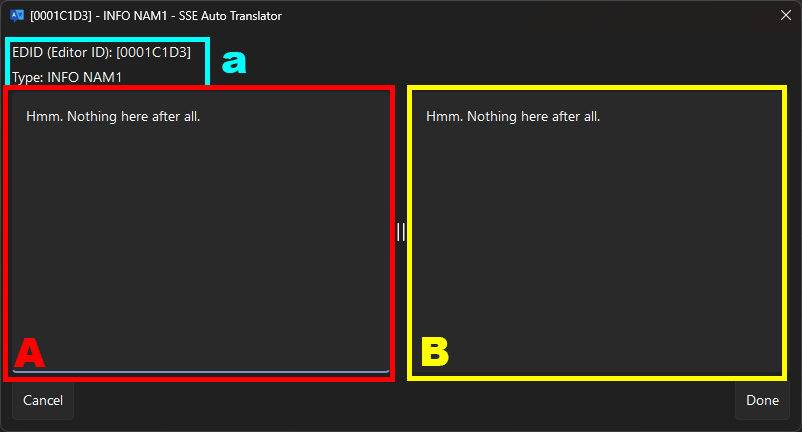 [0001C1D3] - INFO NAM1 - SSE Auto Translator
EDID (Editor ID): [0001C1D3]
a
Type: INFO NAM1
Hmm. Nothing here after all.
Hmm. Nothing here after all.
A
B
Cancel
Done